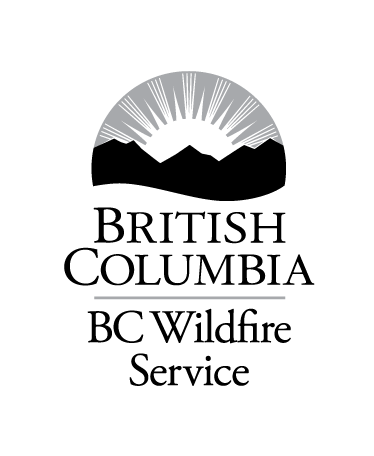 BRITISH
COLUMBIA
BC Wildfire
Service